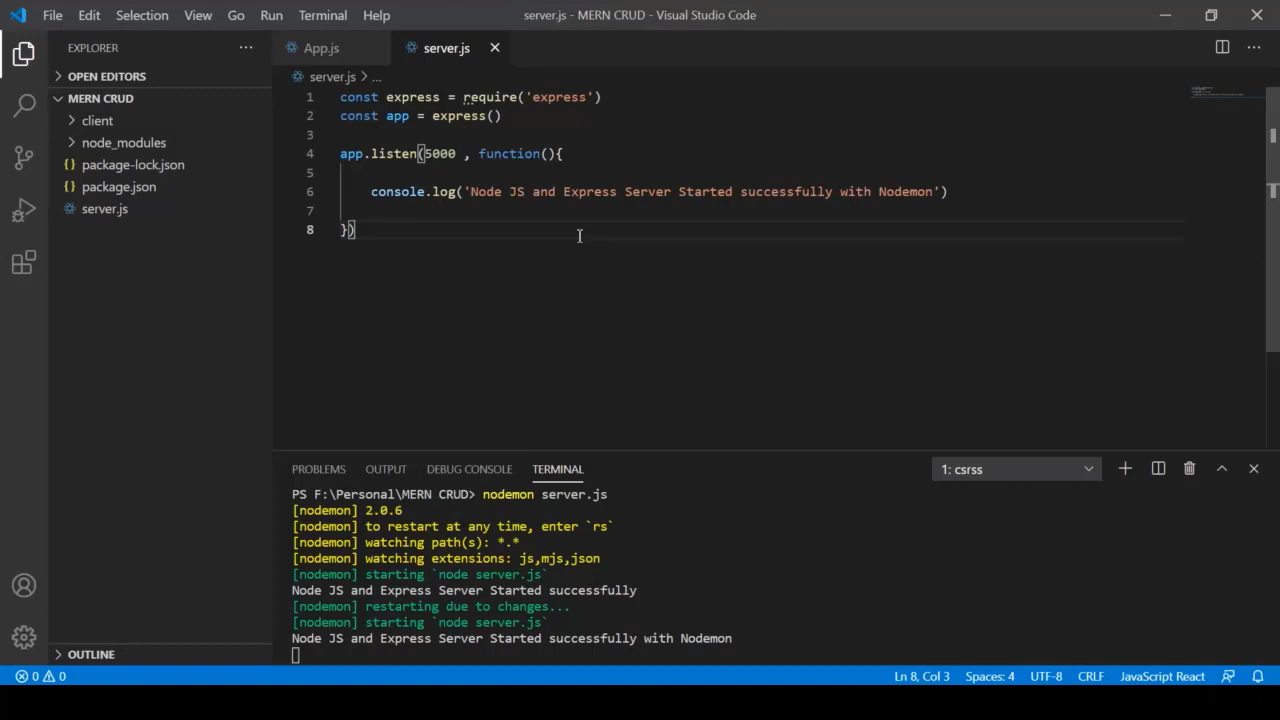 File Edit Selection View Go Run Terminal Help server.js - MERN CRUD - Visual Studio Code
EXPLORER
OPEN EDITORS
MERN CRUD
client
node_modules
{} package-lock.json
{} package.json
server.js
OUTLINE
App.js server.js
server.js > ...
1 const express = require('express')
2 const app = express()
3
4 app.listen(5000 , function(){
5
6 console.log('Node JS and Express Server Started successfully with Nodemon')
7
8 })
PROBLEMS OUTPUT DEBUG CONSOLE TERMINAL 1: csrss
PS F:\Personal\MERN CRUD> nodemon server.js
[nodemon] 2.0.6
[nodemon] to restart at any time, enter `rs`
[nodemon] watching path(s): *.*
[nodemon] watching extensions: js,mjs,json
[nodemon] starting `node server.js`
Node JS and Express Server Started successfully
[nodemon] restarting due to changes...
[nodemon] starting `node server.js`
Node JS and Express Server Started successfully with Nodemon
0 0 Ln 8, Col 3 Spaces: 4 UTF-8 CRLF JavaScript React